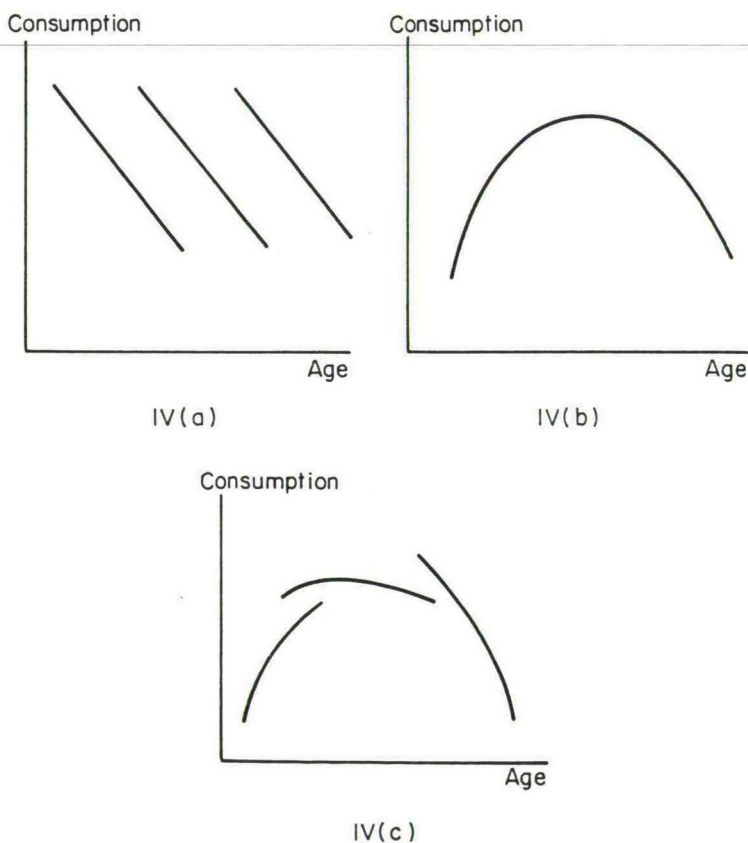 Consumption
Consumption
Age
Age
IV(a)
IV(b)
Consumption
Age
IV(c)